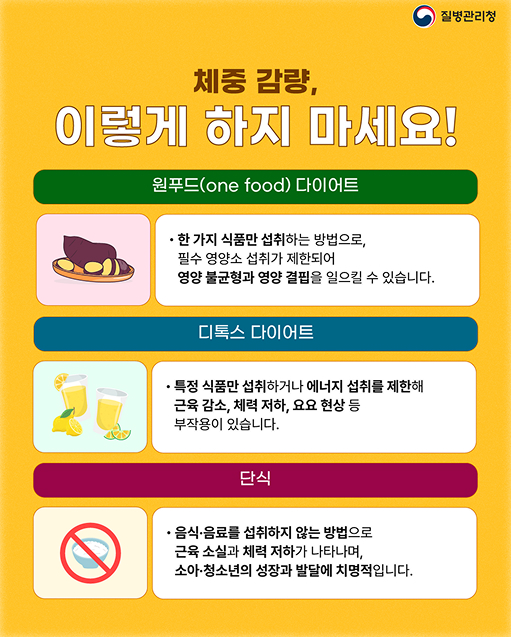 질병관리청
체중 감량,
이렇게 하지 마세요!
원푸드(one food) 다이어트
• 한 가지 식품만 섭취하는 방법으로,
필수 영양소 섭취가 제한되어
영양 불균형과 영양 결핍을 일으킬 수 있습니다.
디톡스 다이어트
• 특정 식품만 섭취하거나 에너지 섭취를 제한해
근육 감소, 체력 저하, 요요 현상 등
부작용이 있습니다.
단식
• 음식·음료를 섭취하지 않는 방법으로
근육 소실과 체력 저하가 나타나며,
소아·청소년의 성장과 발달에 치명적입니다.